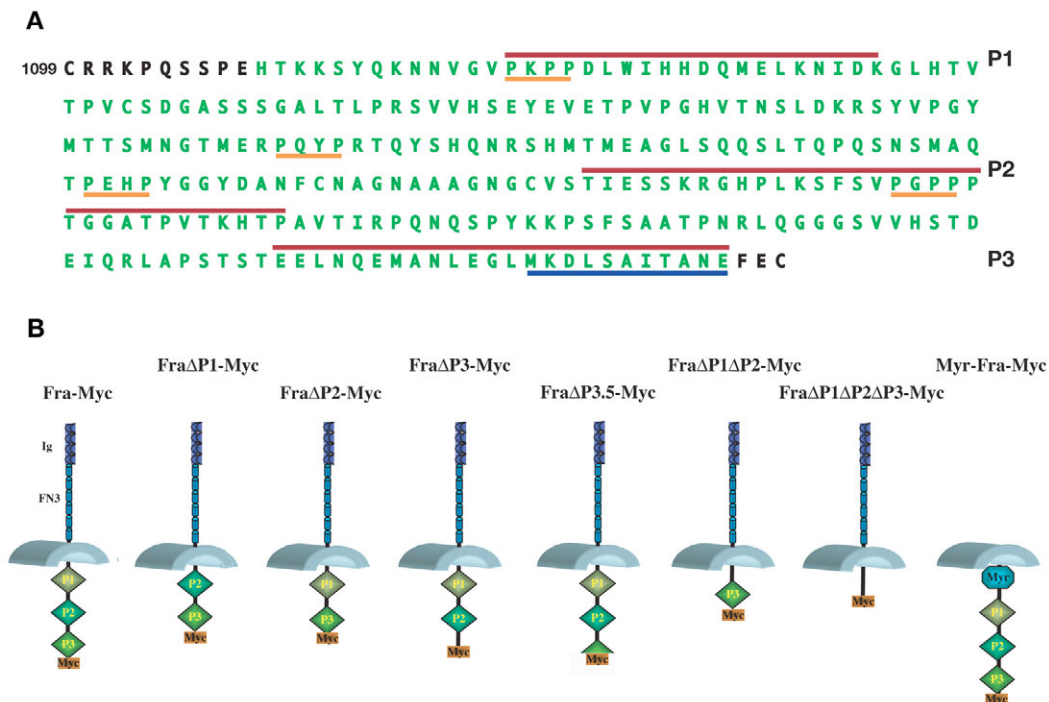 A
1099 C R R K P Q S S P E H T K K S Y Q K N N V G V P K P P D L W I H H D Q M E L K N I D K G L H T V P1
T P V C S D G A S S S G A L T L P R S V V H S E Y E V E T P V P G H V T N S L D K R S Y V P G Y
M T T S M N G T M E R P Q Y P R T Q Y S H Q N R S H M T M E A G L S Q Q S L T Q P Q S N S M A Q
T P E H P Y G G Y D A N F C N A G N A A A G N G C V S T I E S S K R G H P L K S F S V P G P P P P2
T G G A T P V T K H T P A V T I R P Q N Q S P Y K K P S F S A A T P N R L Q G G G S V V H S T D
E I Q R L A P S T S T E E L N Q E M A N L E G L M K D L S A I T A N E F E C P3
B
FraΔP1-Myc FraΔP3-Myc FraΔP1ΔP2-Myc Myr-Fra-Myc
Fra-Myc FraΔP2-Myc FraΔP3.5-Myc FraΔP1ΔP2ΔP3-Myc
Ig
FN3
P1 P2 P3 Myc
P2 P3 Myc
P1 P3 Myc
P1 P2 Myc
P1 P2 Myc
P3 Myc
Myc
Myr P1 P2 P3 Myc